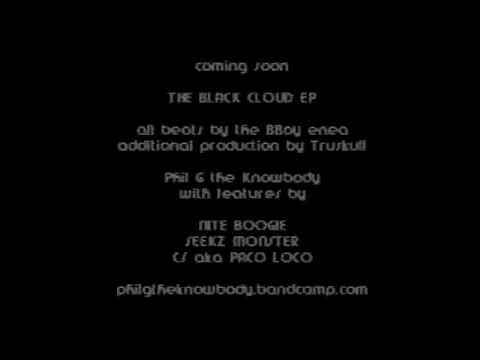 coming soon
THE BLACK CLOUD EP
all beats by the BBoy enea
additional production by Truskull
Phil G the Knowbody
with features by
NITE BOOGIE
SEEKZ MONSTER
CS aka PACO LOCO
philgtheknowbody.bandcamp.com